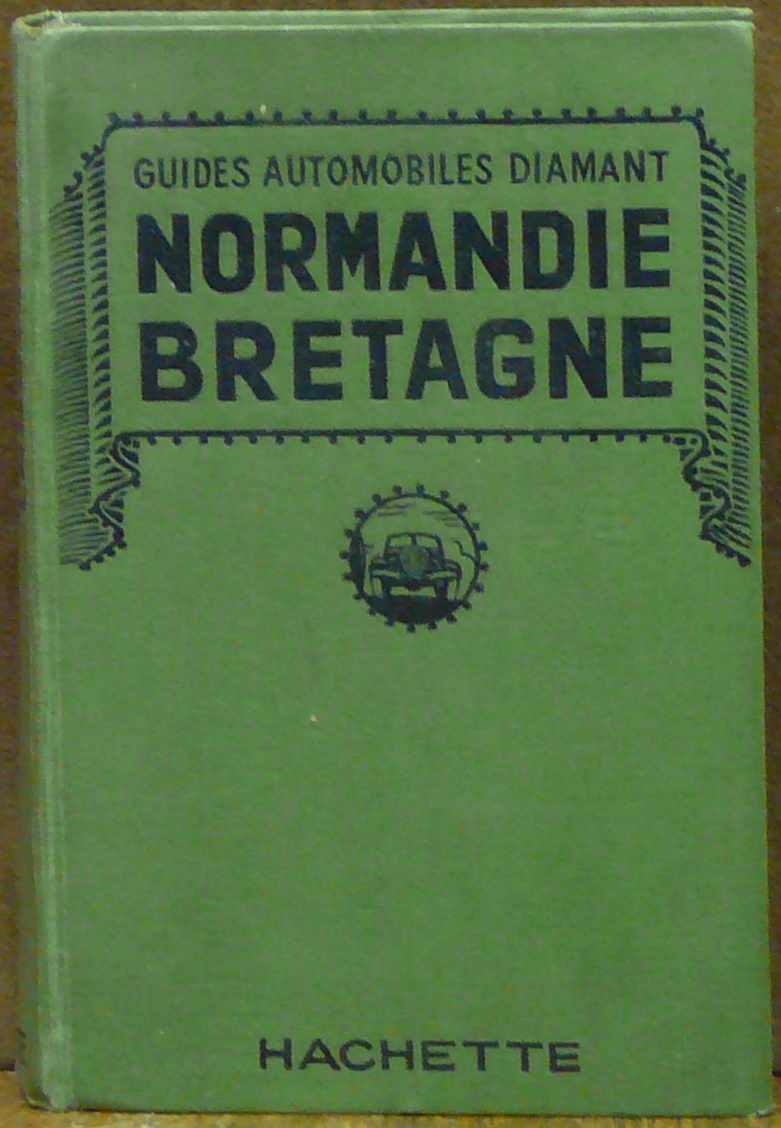 GUIDES AUTOMOBILES DIAMANT
NORMANDIE
BRETAGNE
HACHETTE